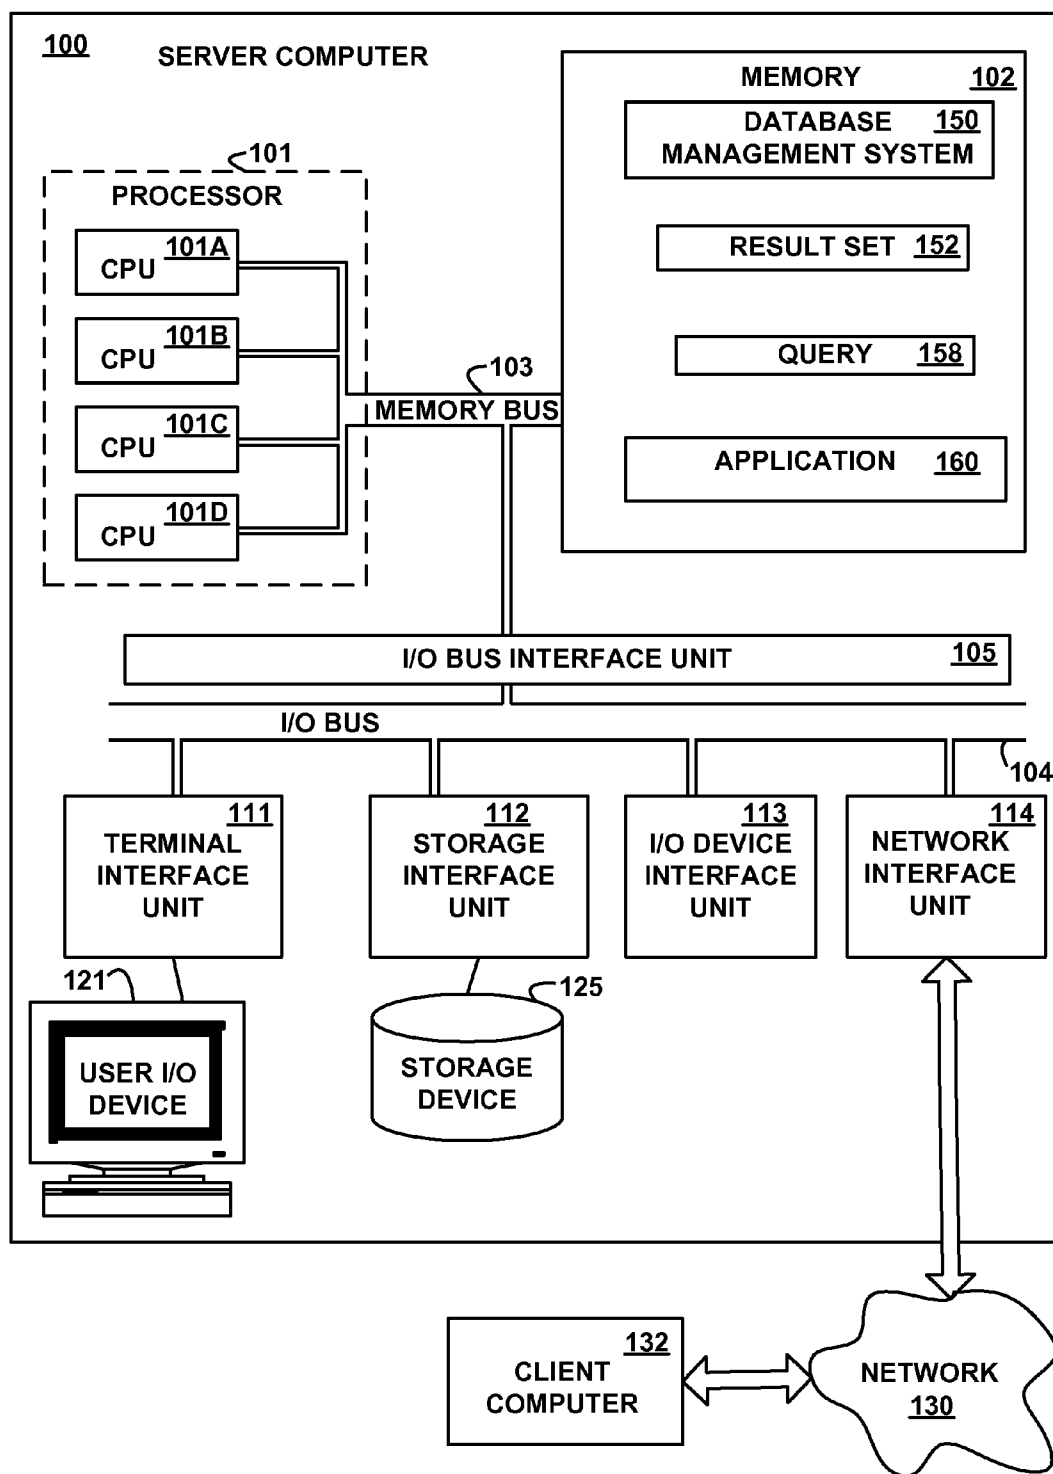 100
SERVER COMPUTER
MEMORY 102
DATABASE 150
MANAGEMENT SYSTEM
RESULT SET 152
QUERY 158
APPLICATION 160
101
PROCESSOR
101A
CPU
101B
CPU
101C
CPU
101D
CPU
103
MEMORY BUS
I/O BUS INTERFACE UNIT 105
I/O BUS
104
111
TERMINAL
INTERFACE
UNIT
112
STORAGE
INTERFACE
UNIT
113
I/O DEVICE
INTERFACE
UNIT
114
NETWORK
INTERFACE
UNIT
121
USER I/O
DEVICE
125
STORAGE
DEVICE
132
CLIENT
COMPUTER
NETWORK
130